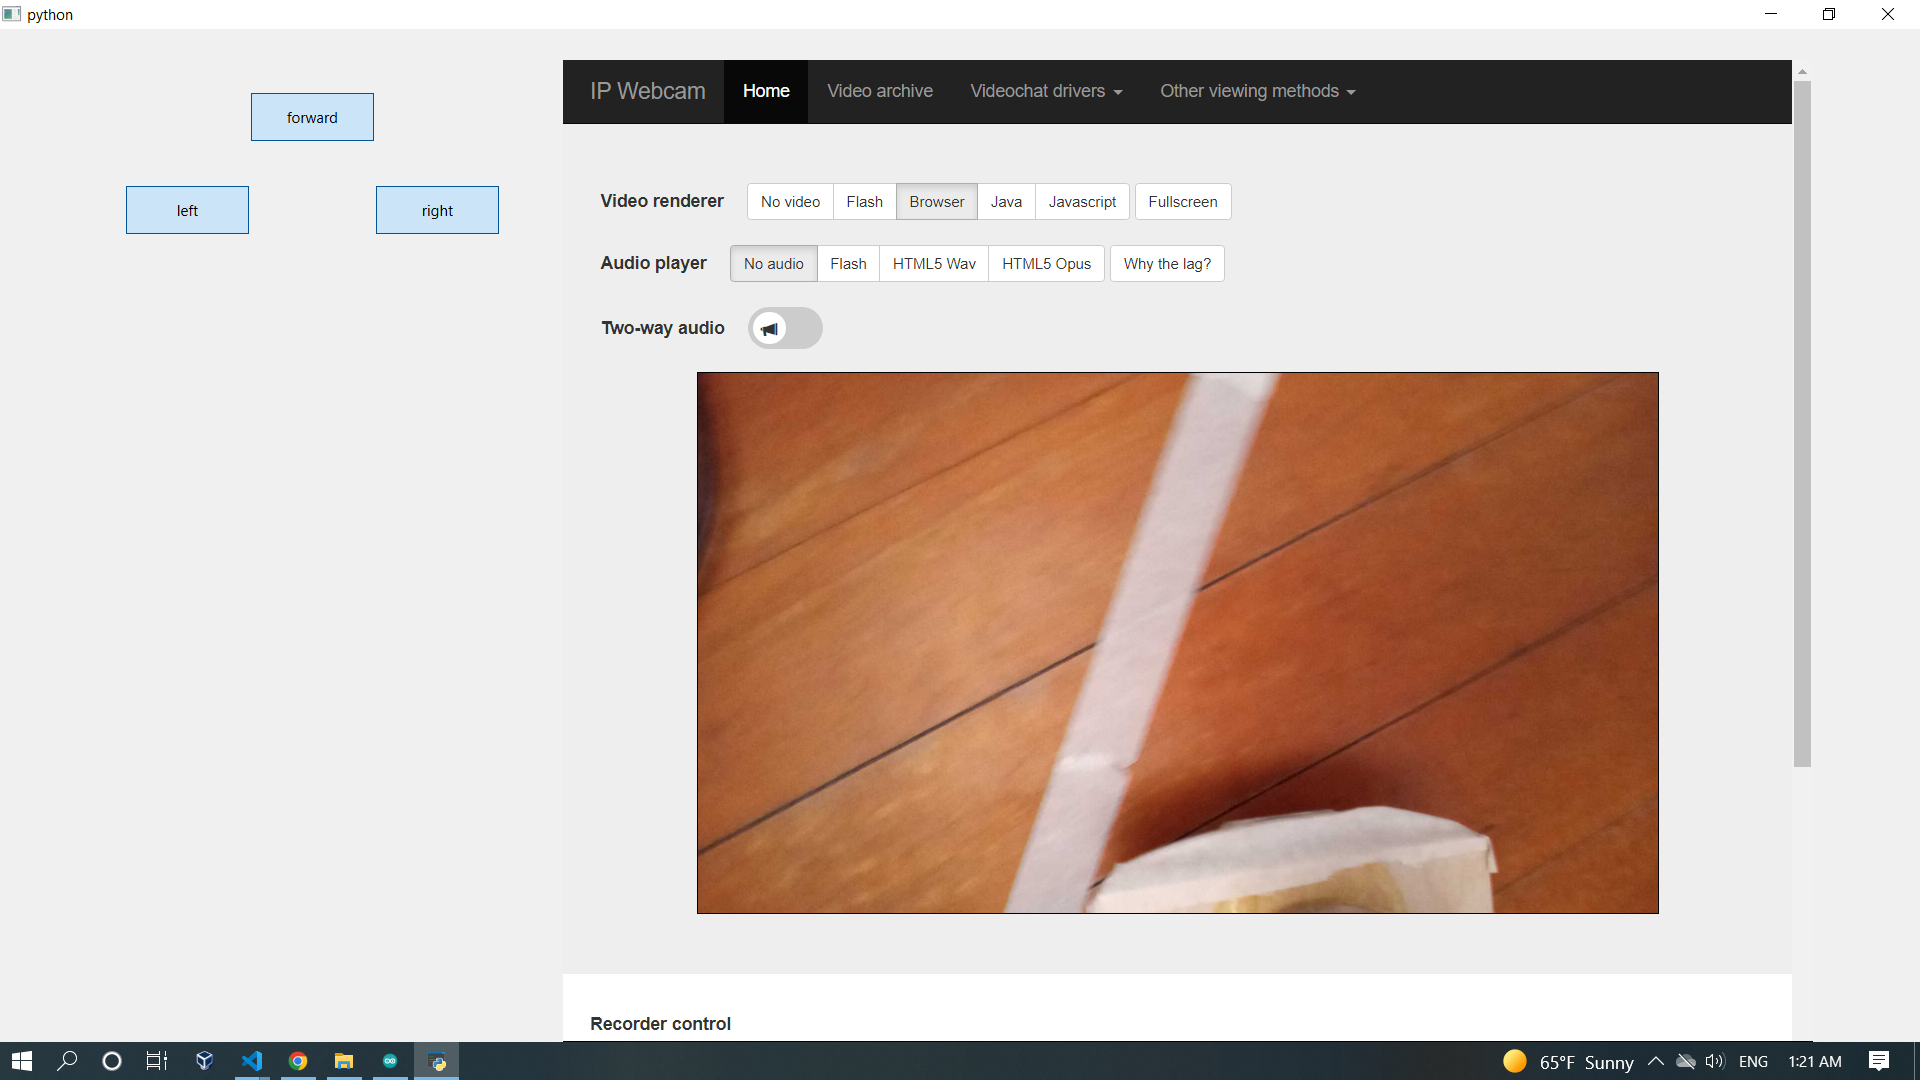 python
forward
left
right
IP Webcam Home Video archive Videochat drivers Other viewing methods
Video renderer No video Flash Browser Java Javascript Fullscreen
Audio player No audio Flash HTML5 Wav HTML5 Opus Why the lag?
Two-way audio
Recorder control
65°F Sunny ENG 1:21 AM